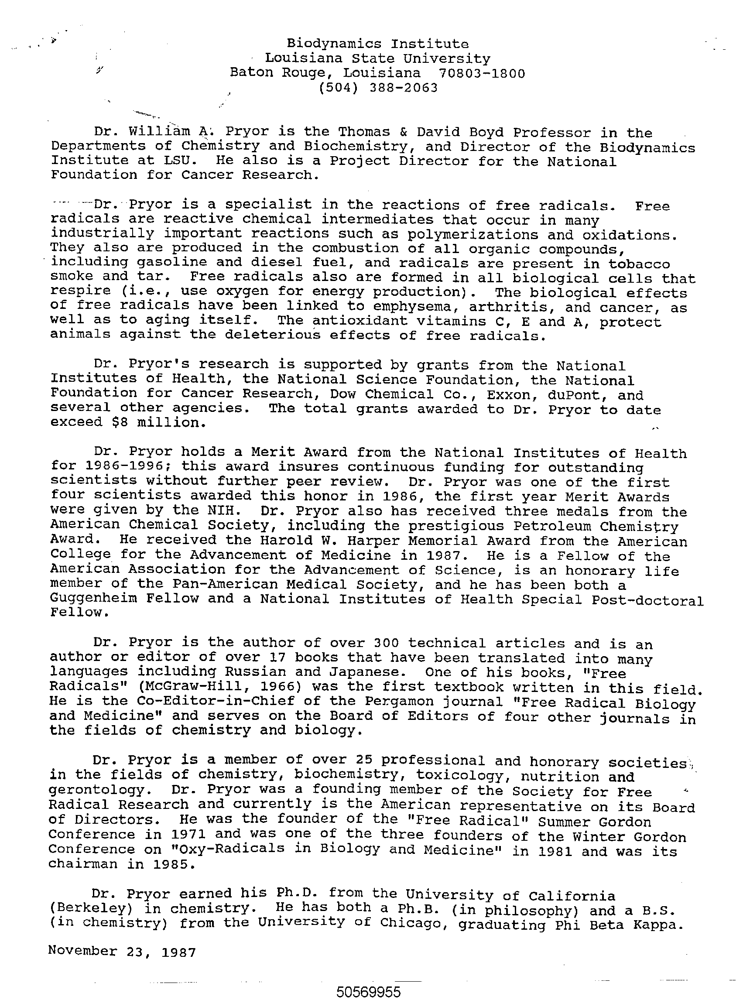 Biodynamics Institute
Louisiana State University
Baton Rouge, Louisiana  70803-1800
(504) 388-2063
Dr. William A. Pryor is the Thomas & David Boyd Professor in the
Departments of Chemistry and Biochemistry, and Director of the Biodynamics
Institute at LSU.  He also is a Project Director for the National
Foundation for Cancer Research.
Dr. Pryor is a specialist in the reactions of free radicals.  Free
radicals are reactive chemical intermediates that occur in many
industrially important reactions such as polymerizations and oxidations.
They also are produced in the combustion of all organic compounds,
including gasoline and diesel fuel, and radicals are present in tobacco
smoke and tar.  Free radicals also are formed in all biological cells that
respire (i.e., use oxygen for energy production).  The biological effects
of free radicals have been linked to emphysema, arthritis, and cancer, as
well as to aging itself.  The antioxidant vitamins C, E and A, protect
animals against the deleterious effects of free radicals.
Dr. Pryor's research is supported by grants from the National
Institutes of Health, the National Science Foundation, the National
Foundation for Cancer Research, Dow Chemical Co., Exxon, duPont, and
several other agencies.  The total grants awarded to Dr. Pryor to date
exceed $8 million.
Dr. Pryor holds a Merit Award from the National Institutes of Health
for 1986-1996; this award insures continuous funding for outstanding
scientists without further peer review.  Dr. Pryor was one of the first
four scientists awarded this honor in 1986, the first year Merit Awards
were given by the NIH.  Dr. Pryor also has received three medals from the
American Chemical Society, including the prestigious Petroleum Chemistry
Award.  He received the Harold W. Harper Memorial Award from the American
College for the Advancement of Medicine in 1987.  He is a Fellow of the
American Association for the Advancement of Science, is an honorary life
member of the Pan-American Medical Society, and he has been both a
Guggenheim Fellow and a National Institutes of Health Special Post-doctoral
Fellow.
Dr. Pryor is the author of over 300 technical articles and is an
author or editor of over 17 books that have been translated into many
languages including Russian and Japanese.  One of his books, "Free
Radicals" (McGraw-Hill, 1966) was the first textbook written in this field.
He is the Co-Editor-in-Chief of the Pergamon journal "Free Radical Biology
and Medicine" and serves on the Board of Editors of four other journals in
the fields of chemistry and biology.
Dr. Pryor is a member of over 25 professional and honorary societies,
in the fields of chemistry, biochemistry, toxicology, nutrition and
gerontology.  Dr. Pryor was a founding member of the Society for Free
Radical Research and currently is the American representative on its Board
of Directors.  He was the founder of the "Free Radical" Summer Gordon
Conference in 1971 and was one of the three founders of the Winter Gordon
Conference on "Oxy-Radicals in Biology and Medicine" in 1981 and was its
chairman in 1985.
Dr. Pryor earned his Ph.D. from the University of California
(Berkeley) in chemistry.  He has both a Ph.B. (in philosophy) and a B.S.
(in chemistry) from the University of Chicago, graduating Phi Beta Kappa.
November 23, 1987
50569955